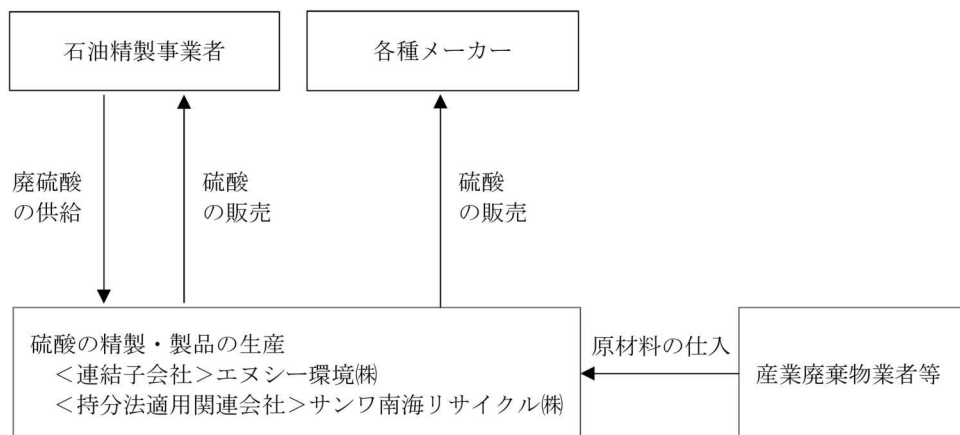 石油精製事業者
各種メーカー
廃硫酸
の供給
硫酸
の販売
硫酸
の販売
硫酸の精製・製品の生産
<連結子会社>エヌシー環境㈱
<持分法適用関連会社>サンワ南海リサイクル㈱
原材料の仕入
産業廃棄物業者等